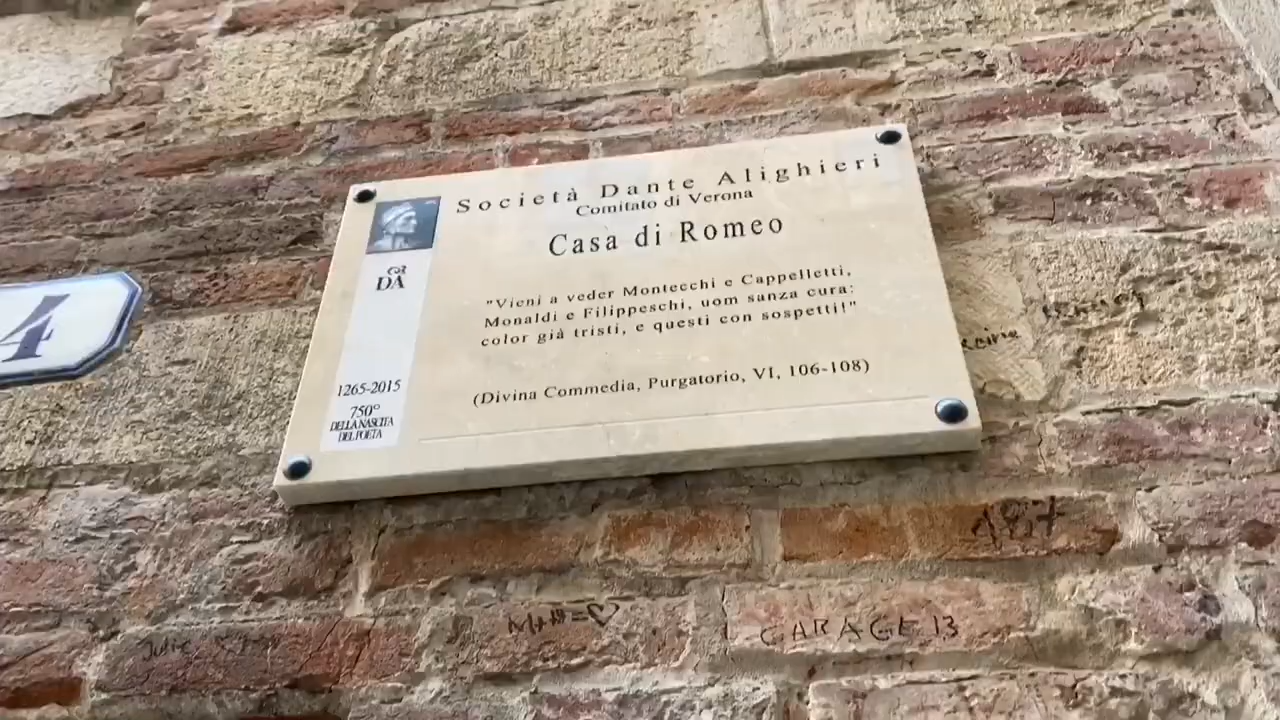 4
Società Dante Alighieri
Comitato di Verona
Casa di Romeo
DA
"Vieni a veder Montecchi e Cappelletti,
Monaldi e Filippeschi, uom sanza cura:
color già tristi, e questi con sospetti!"
(Divina Commedia, Purgatorio, VI, 106-108)
1265-2015
750°
DELLA NASCITA
DEL POETA
GARAGE 13